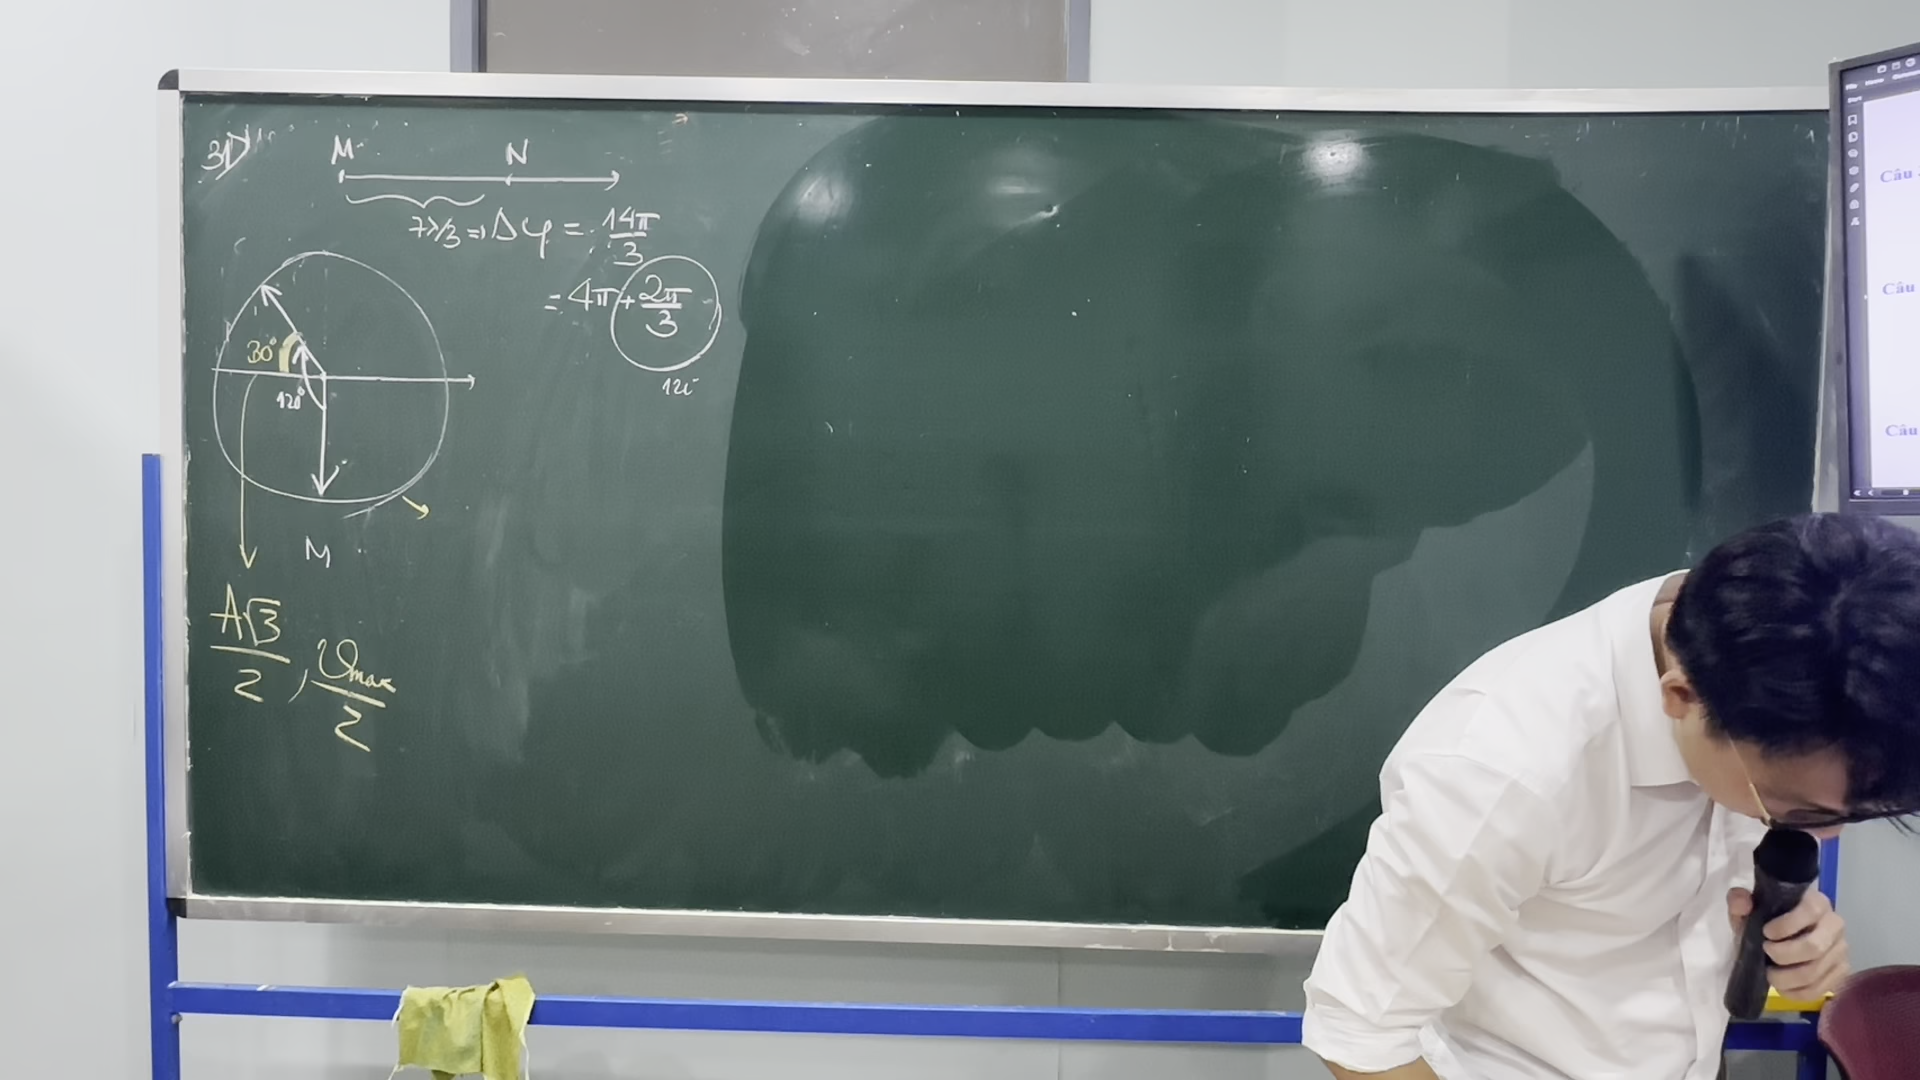 31)
M N
7λ/3 ⇒ Δφ = 14π/3
= 4π + 2π/3
120°
30°
120°
M
A√3/2 , vmax/2
Câu
Câu
Câu